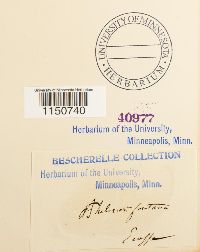 UNIVERSITY OF MINNESOTA
HERBARIUM
University of Minnesota Herbarium
1150740
40977
Herbarium of the University,
Minneapolis, Minn.
BESCHERELLE COLLECTION
Herbarium of the University,
Minneapolis, Minn.